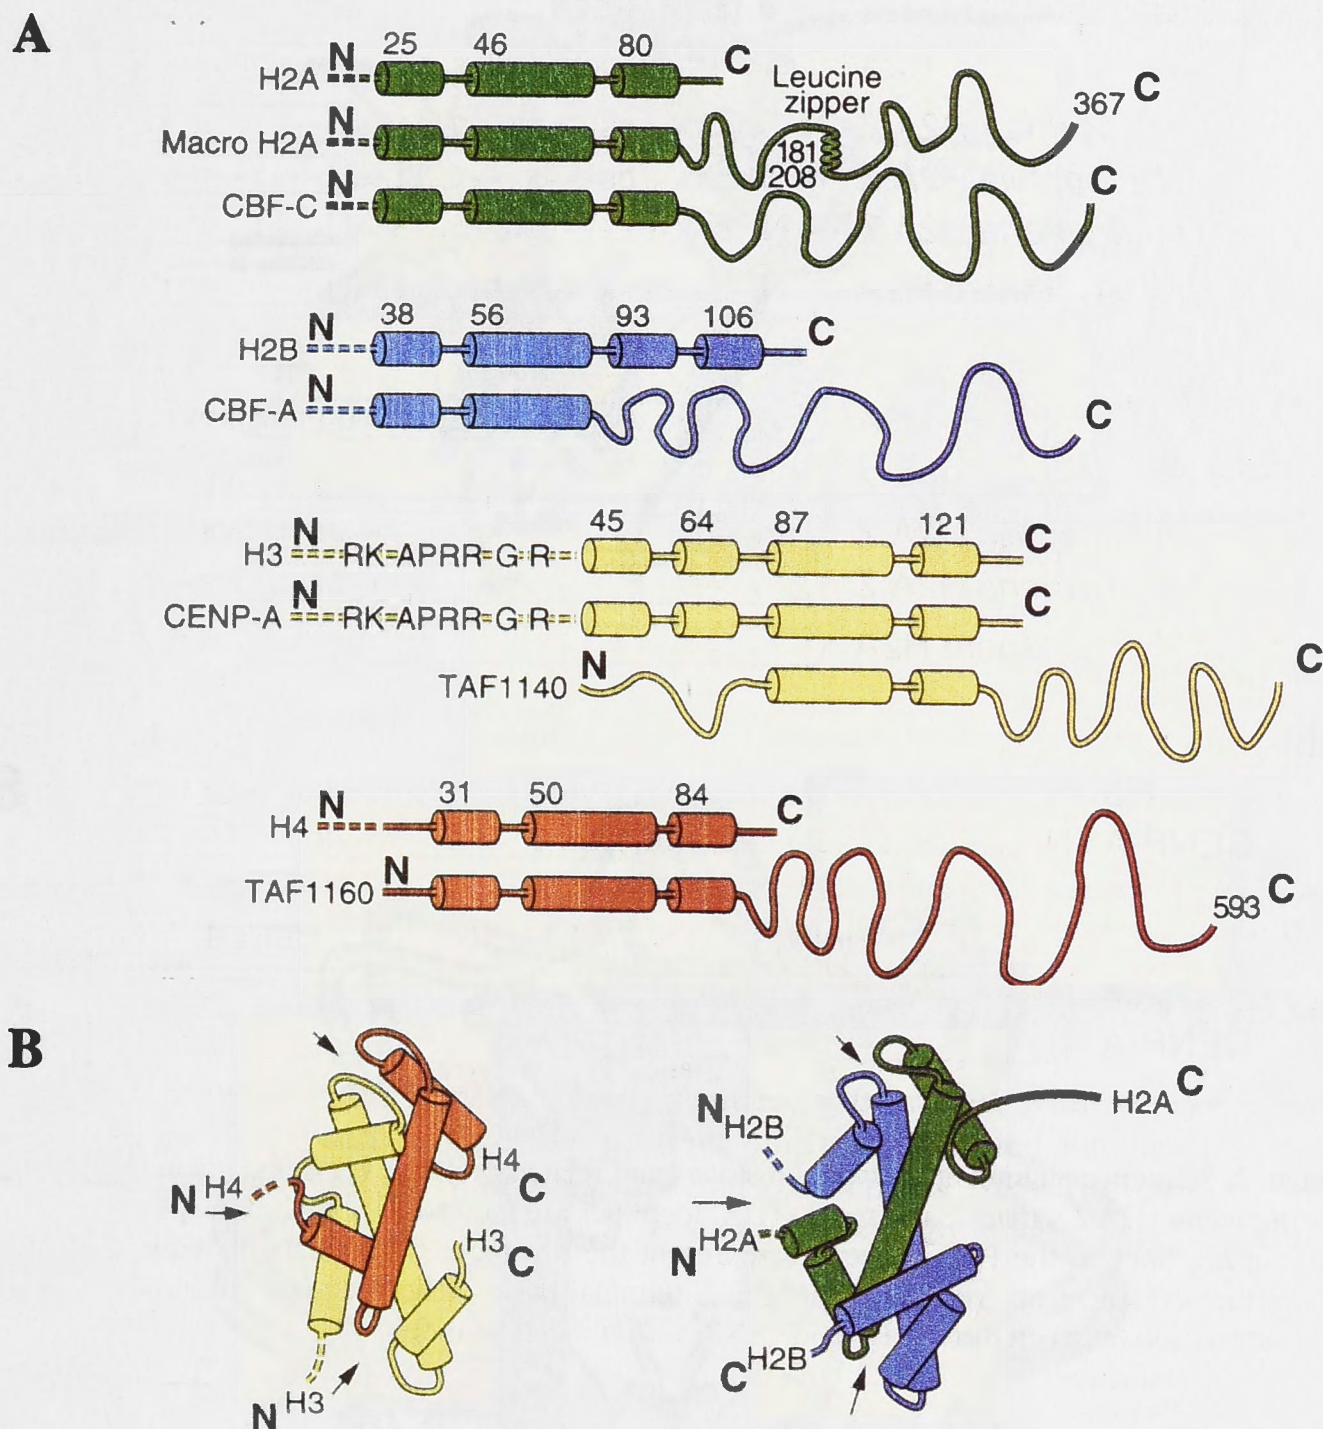 A
N 25 46 80 C
H2A
Leucine
zipper
367 C
N
Macro H2A
181
208
N
CBF-C
C
N 38 56 93 106 C
H2B
N
CBF-A
C
N 45 64 87 121 C
H3 RK APRR G R
N
CENP-A RK APRR G R
C
N
TAF1140
C
N 31 50 84 C
H4
N
TAF1160
593 C
B
N H4
H4 C
H3 C
N H3
N H2B
H2A C
N H2A
C H2B